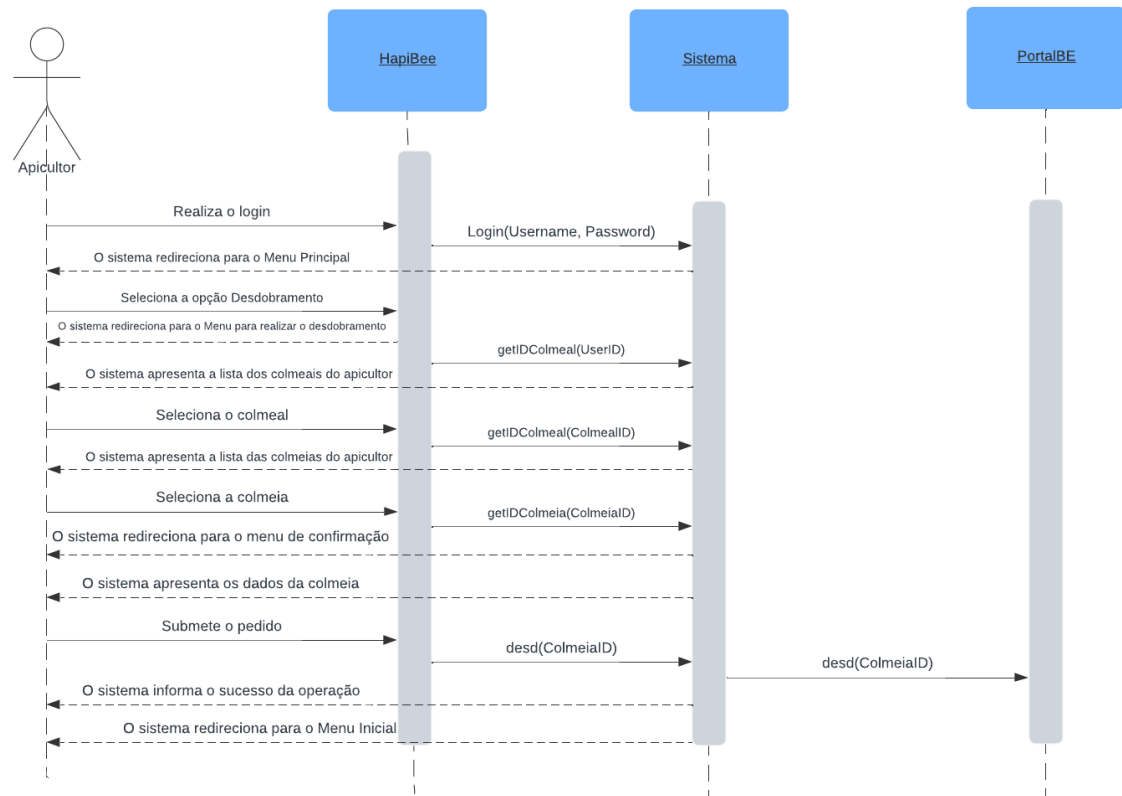 HapiBee
Sistema
PortalBE
Apicultor
Realiza o login
Login(Username, Password)
O sistema redireciona para o Menu Principal
Seleciona a opção Desdobramento
O sistema redireciona para o Menu para realizar o desdobramento
getIDColmeal(UserID)
O sistema apresenta a lista dos colmeais do apicultor
Seleciona o colmeal
getIDColmeal(ColmealID)
O sistema apresenta a lista das colmeias do apicultor
Seleciona a colmeia
getIDColmeia(ColmeiaID)
O sistema redireciona para o menu de confirmação
O sistema apresenta os dados da colmeia
Submete o pedido
desd(ColmeiaID)
desd(ColmeiaID)
O sistema informa o sucesso da operação
O sistema redireciona para o Menu Inicial